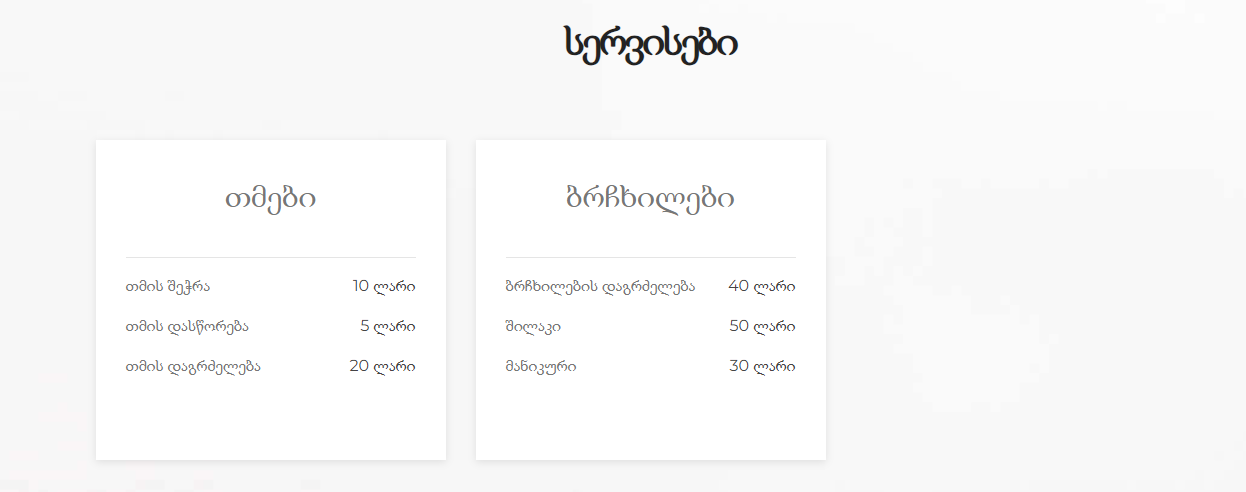 სერვისები
თმები
თმის შეჭრა 10 ლარი
თმის დასწორება 5 ლარი
თმის დაგრძელება 20 ლარი
ბრჩხილები
ბრჩხილების დაგრძელება 40 ლარი
შილაკი 50 ლარი
მანიკური 30 ლარი